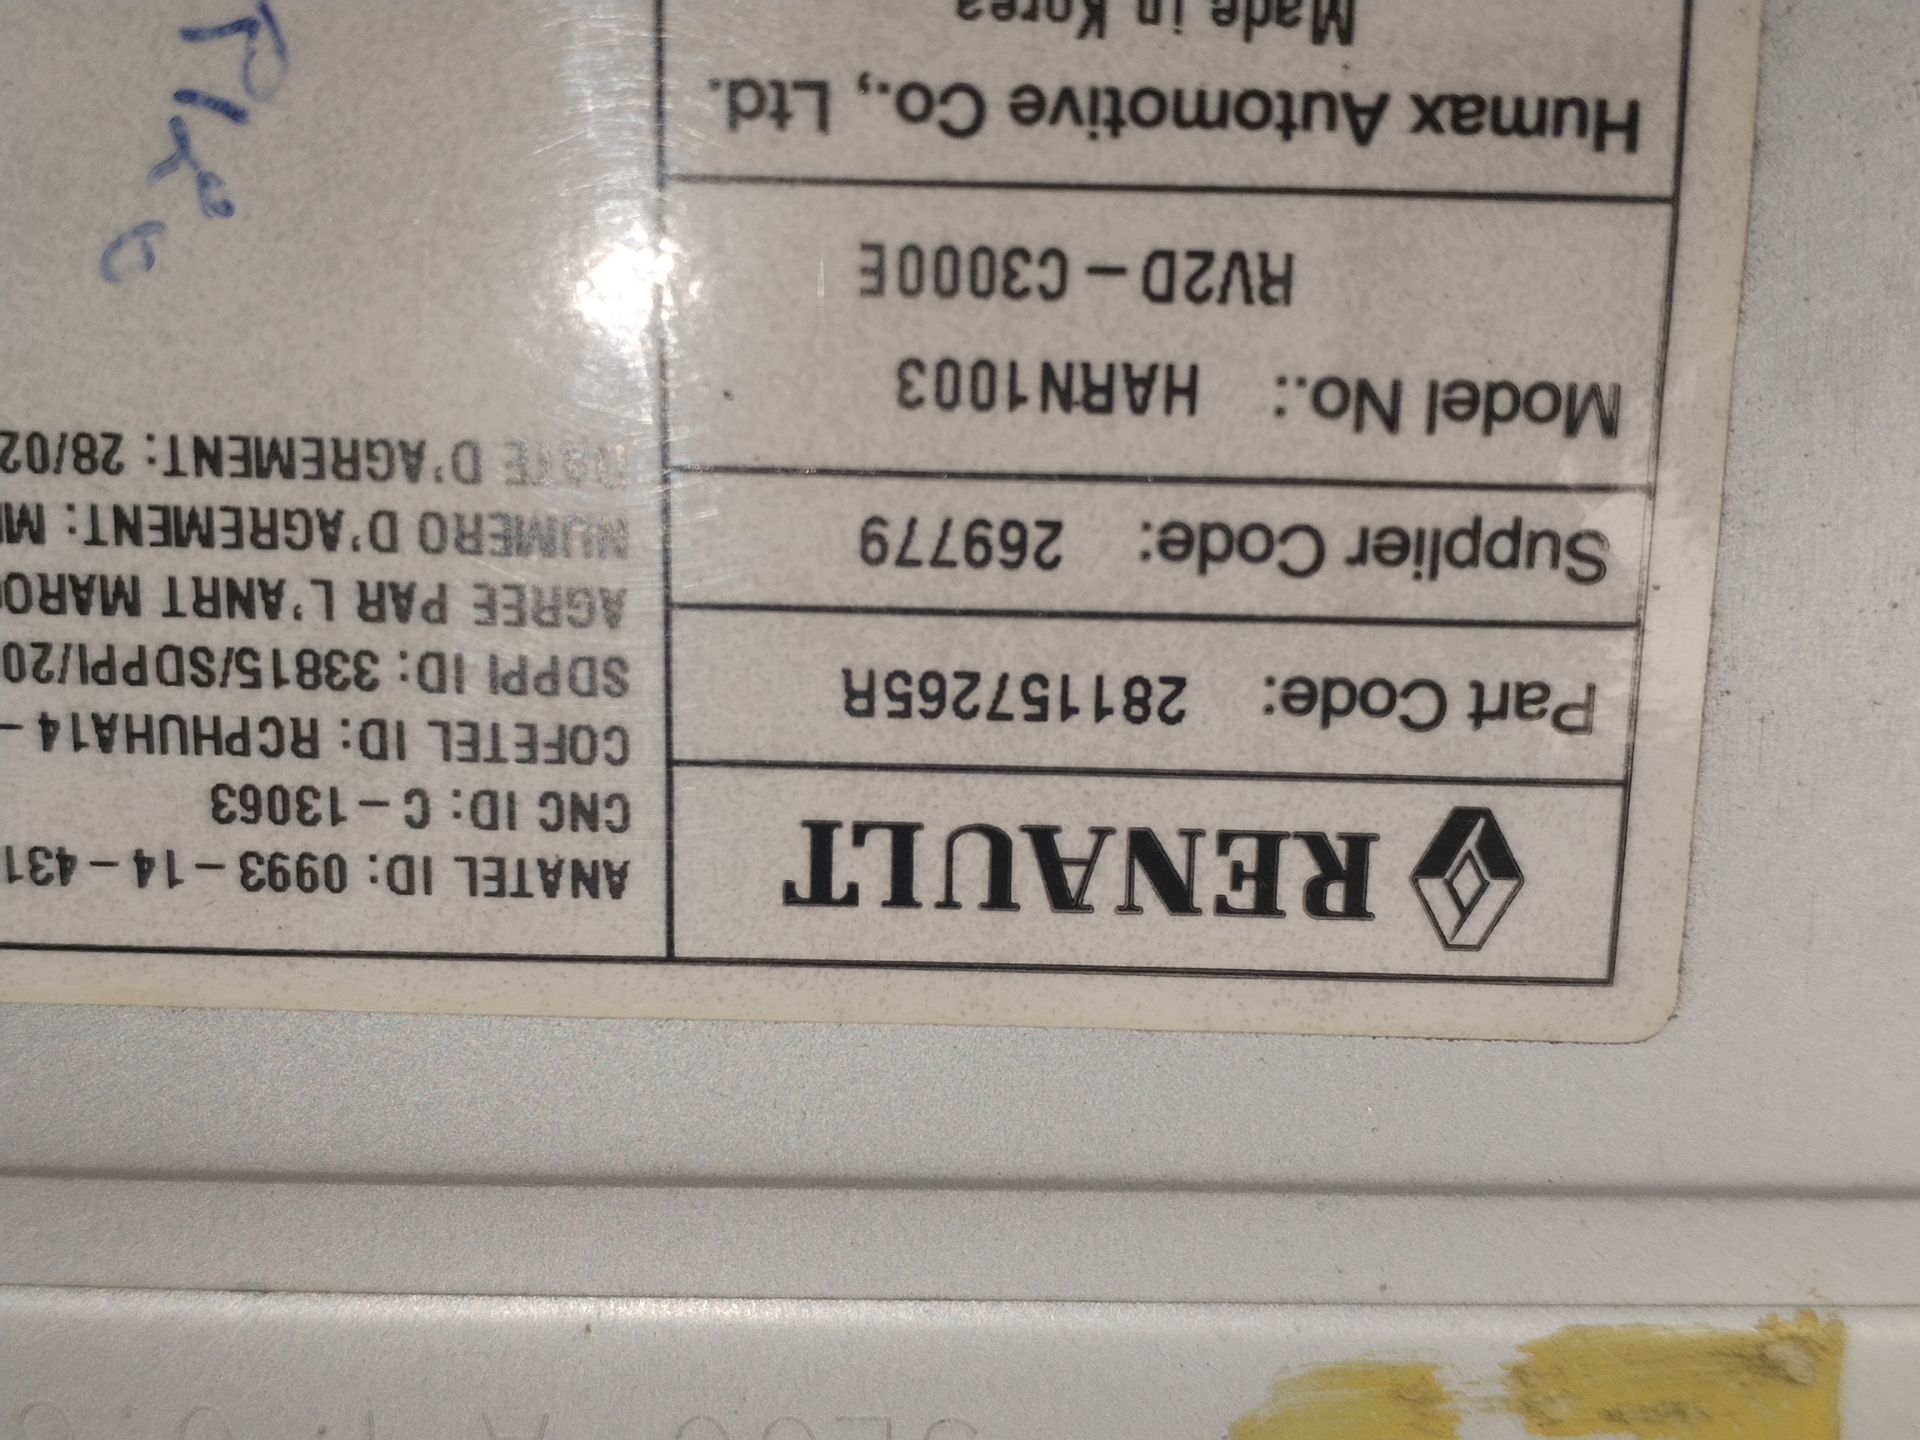 RENAULT
Part Code: 281157265R
Supplier Code: 269779
Model No.: HARN1003
RV2D-C3000E
Humax Automotive Co., Ltd.
Made in Korea
ANATEL ID: 0993-14-431
CNC ID: C-13063
COFETEL ID: RCPHUHA14-
SDPPI ID: 33815/SDPPI/20
AGREE PAR L'ANRT MARO
NUMERO D'AGREMENT: M
DATE D'AGREMENT: 28/02